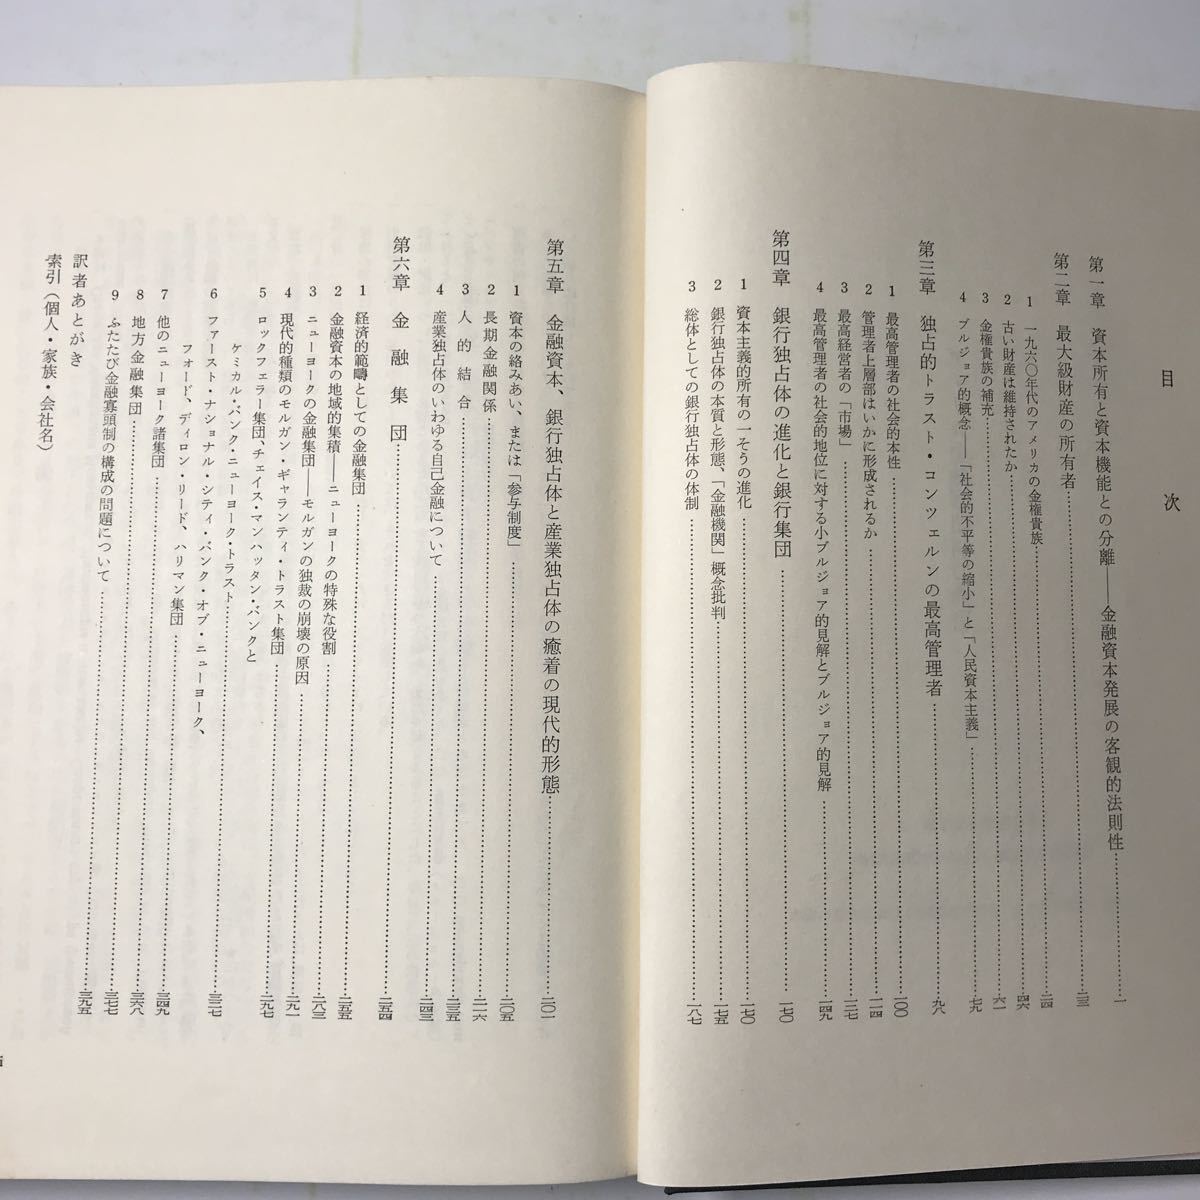 目次
第一章 資本所有と資本機能との分離――金融資本発展の客観的法則性……一
第二章 最大級財産の所有者……二三
1 一九六〇年代のアメリカの金権貴族……二四
2 古い財産は維持されたか……四六
3 金権貴族の補充……六一
4 ブルジョア的概念――「社会的不平等の縮小」と「人民資本主義」……七九
第三章 独占的トラスト・コンツェルンの最高管理者……九八
1 最高管理者の社会的本性……一〇〇
2 管理者上層部はいかに形成されるか……一一四
3 最高経営者の「市場」……一三七
4 最高管理者の社会的地位に対する小ブルジョア的見解とブルジョア的見解……一四九
第四章 銀行独占体の進化と銀行集団……一七〇
1 資本主義的所有の一そうの進化……一七〇
2 銀行独占体の本質と形態、「金融機関」概念批判……一七五
3 総体としての銀行独占体の体制……一八七
第五章 金融資本、銀行独占体と産業独占体の癒着の現代的形態……二〇一
1 資本の絡みあい、または「参与制度」……二〇五
2 長期金融関係……二一六
3 人的結合……二三五
4 産業独占体のいわゆる自己金融について……二四三
第六章 金融集団……二五四
1 経済的範疇としての金融集団……二五五
2 金融資本の地域的集積――ニューヨークの特殊な役割……二五五
3 ニューヨークの金融集団――モルガンの独裁の崩壊の原因……二八三
4 現代的種類のモルガン・ギャランティ・トラスト集団……二九一
5 ロックフェラー集団、チェイス・マンハッタン・バンクと
ケミカル・バンク・ニューヨーク・トラスト……二九七
6 ファースト・ナショナル・シティ・バンク・オブ・ニューヨーク、
フォード、ディロン・リード、ハリマン集団……三二七
7 他のニューヨーク諸集団……三四九
8 地方金融集団……三六八
9 ふたたび金融寡頭制の構成の問題について……三七七
訳者あとがき……三九五
索引（個人・家族・会社名）